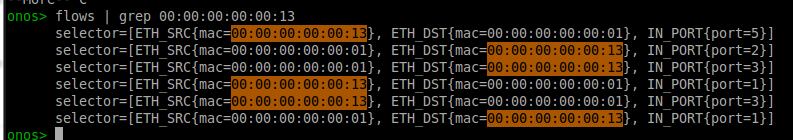 onos> flows | grep 00:00:00:00:00:13
selector=[ETH_SRC{mac=00:00:00:00:00:13}, ETH_DST{mac=00:00:00:00:00:01}, IN_PORT{port=5}]
selector=[ETH_SRC{mac=00:00:00:00:00:01}, ETH_DST{mac=00:00:00:00:00:13}, IN_PORT{port=2}]
selector=[ETH_SRC{mac=00:00:00:00:00:01}, ETH_DST{mac=00:00:00:00:00:13}, IN_PORT{port=3}]
selector=[ETH_SRC{mac=00:00:00:00:00:13}, ETH_DST{mac=00:00:00:00:00:01}, IN_PORT{port=1}]
selector=[ETH_SRC{mac=00:00:00:00:00:13}, ETH_DST{mac=00:00:00:00:00:01}, IN_PORT{port=3}]
selector=[ETH_SRC{mac=00:00:00:00:00:01}, ETH_DST{mac=00:00:00:00:00:13}, IN_PORT{port=1}]
onos>